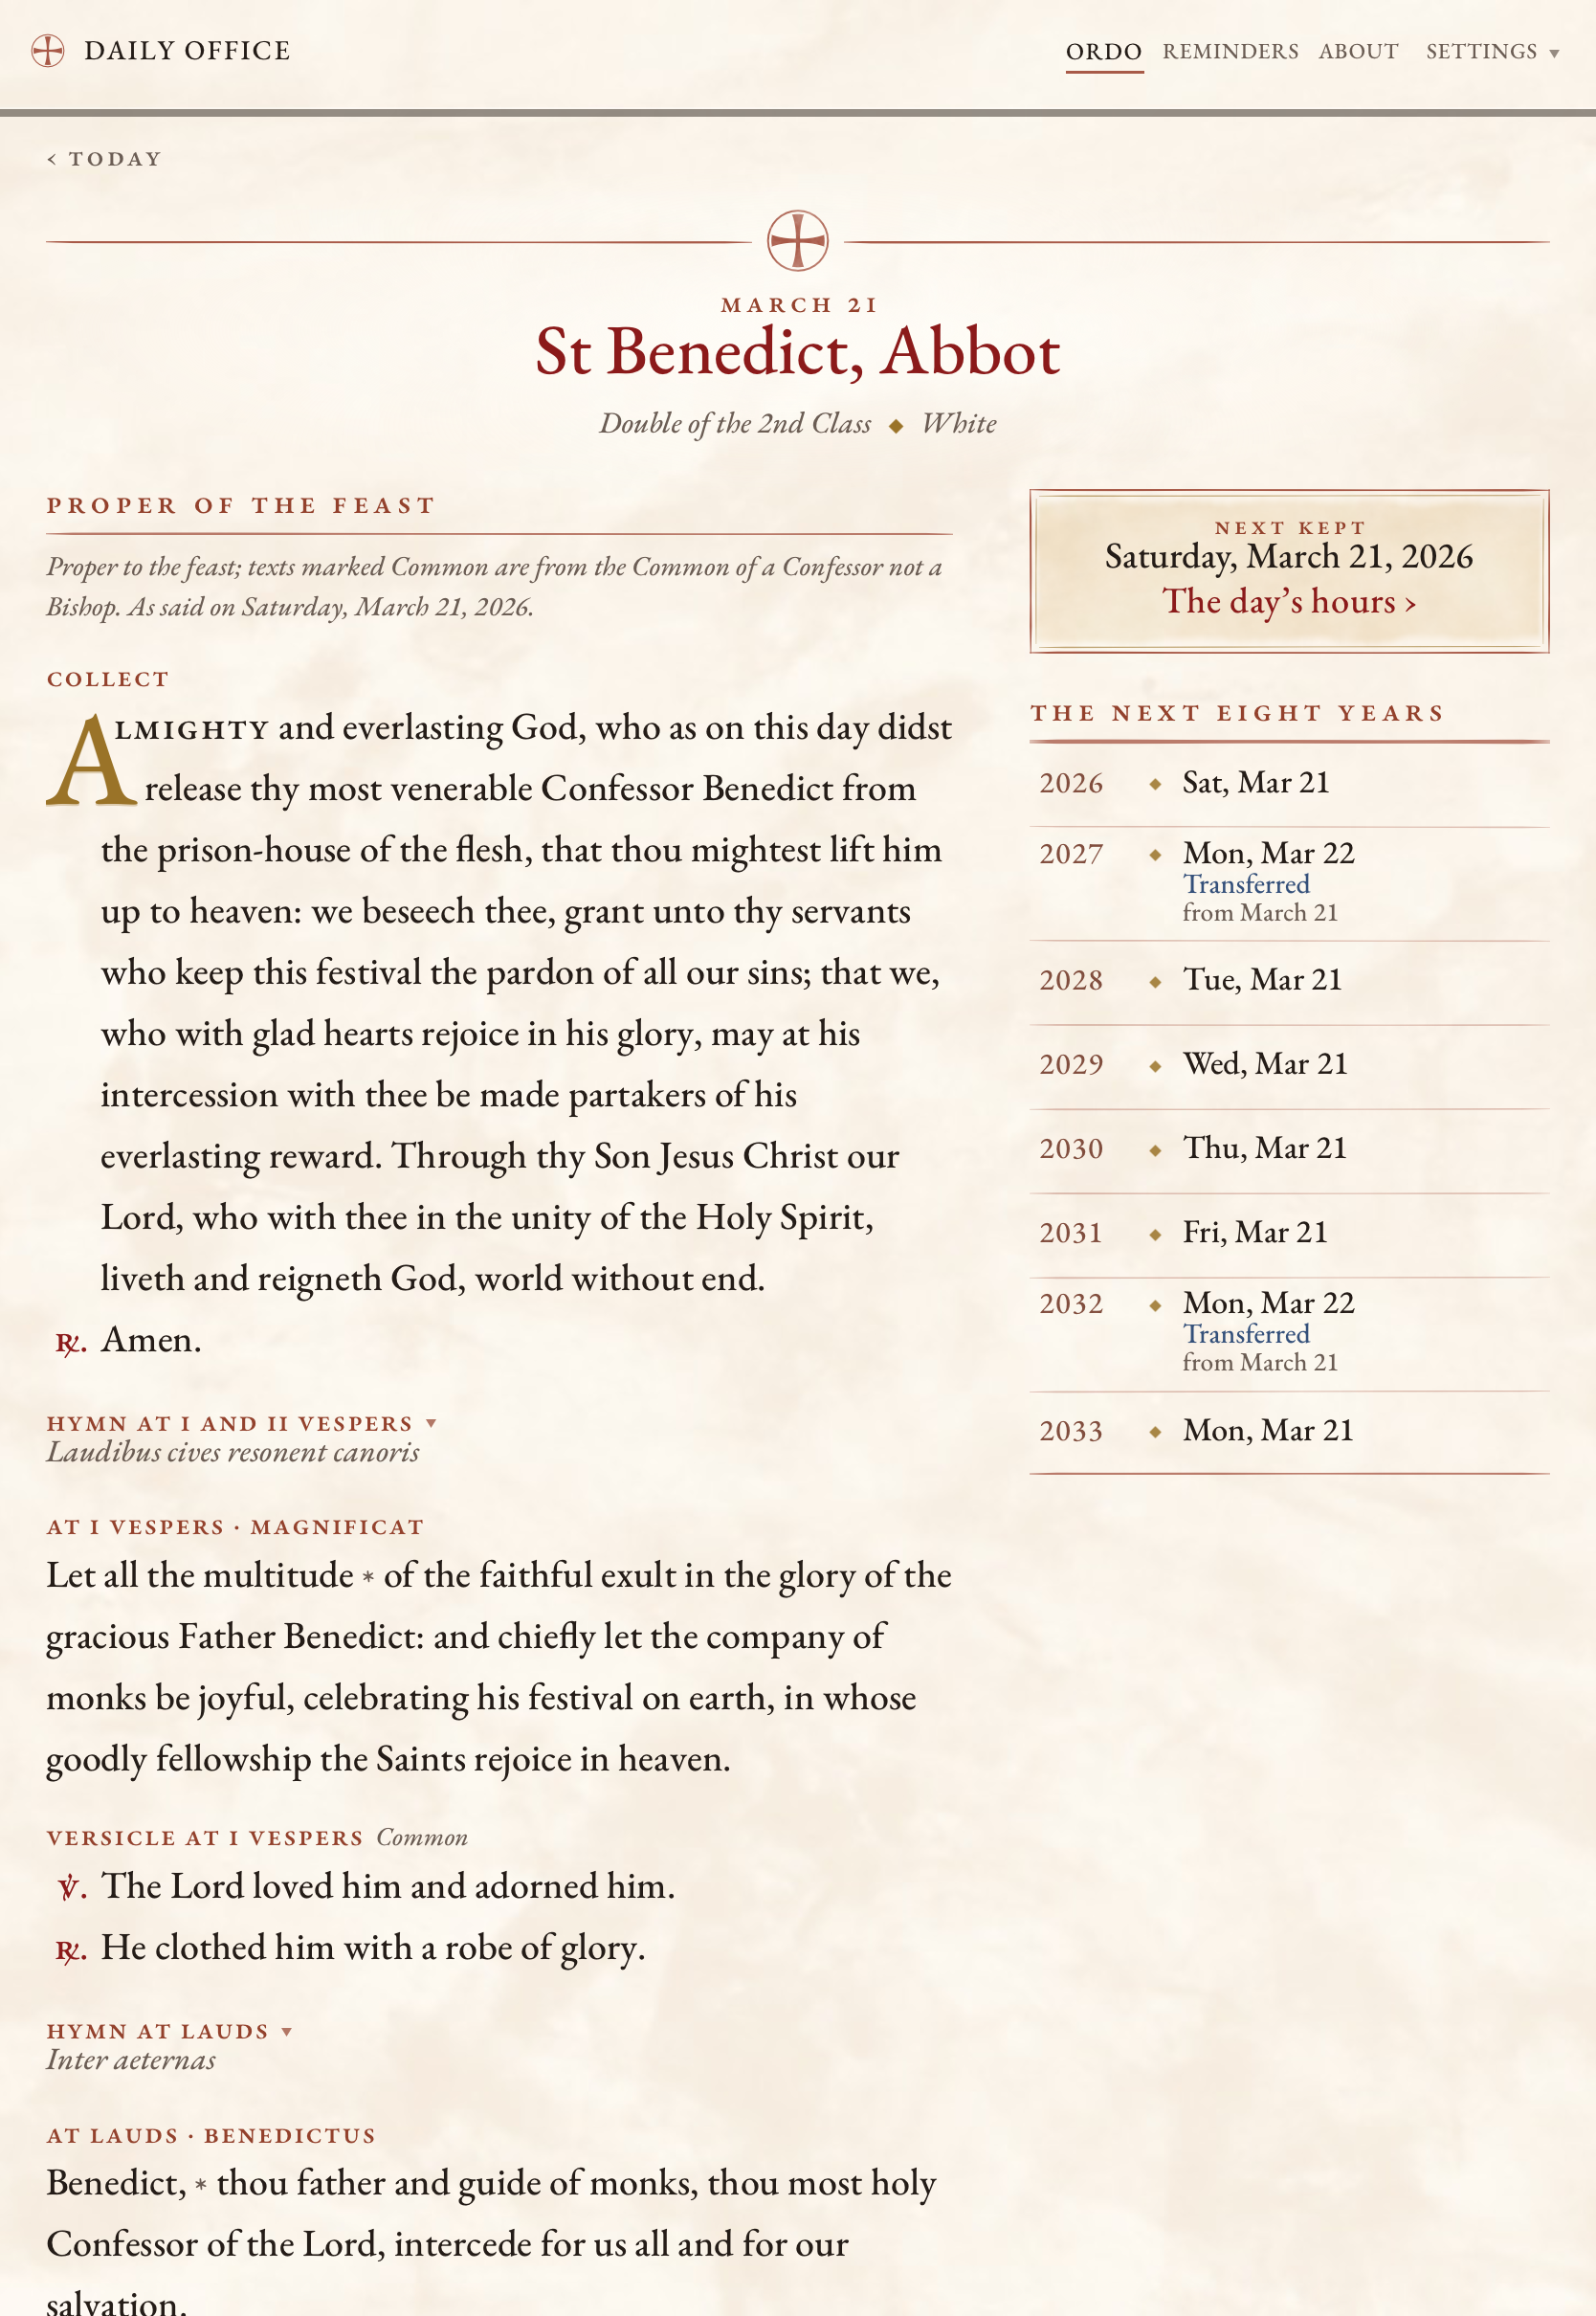 DAILY OFFICE
ORDO REMINDERS ABOUT SETTINGS ▾
‹ TODAY
MARCH 21
St Benedict, Abbot
Double of the 2nd Class ◆ White
PROPER OF THE FEAST
Proper to the feast; texts marked Common are from the Common of a Confessor not a
Bishop. As said on Saturday, March 21, 2026.
COLLECT
ALMIGHTY and everlasting God, who as on this day didst
release thy most venerable Confessor Benedict from
the prison-house of the flesh, that thou mightest lift him
up to heaven: we beseech thee, grant unto thy servants
who keep this festival the pardon of all our sins; that we,
who with glad hearts rejoice in his glory, may at his
intercession with thee be made partakers of his
everlasting reward. Through thy Son Jesus Christ our
Lord, who with thee in the unity of the Holy Spirit,
liveth and reigneth God, world without end.
℟. Amen.
HYMN AT I AND II VESPERS ▾
Laudibus cives resonent canoris
AT I VESPERS · MAGNIFICAT
Let all the multitude * of the faithful exult in the glory of the
gracious Father Benedict: and chiefly let the company of
monks be joyful, celebrating his festival on earth, in whose
goodly fellowship the Saints rejoice in heaven.
VERSICLE AT I VESPERS Common
℣. The Lord loved him and adorned him.
℟. He clothed him with a robe of glory.
HYMN AT LAUDS ▾
Inter aeternas
AT LAUDS · BENEDICTUS
Benedict, * thou father and guide of monks, thou most holy
Confessor of the Lord, intercede for us all and for our
salvation.
NEXT KEPT
Saturday, March 21, 2026
The day’s hours ›
THE NEXT EIGHT YEARS
2026 ◆ Sat, Mar 21
2027 ◆ Mon, Mar 22
Transferred
from March 21
2028 ◆ Tue, Mar 21
2029 ◆ Wed, Mar 21
2030 ◆ Thu, Mar 21
2031 ◆ Fri, Mar 21
2032 ◆ Mon, Mar 22
Transferred
from March 21
2033 ◆ Mon, Mar 21